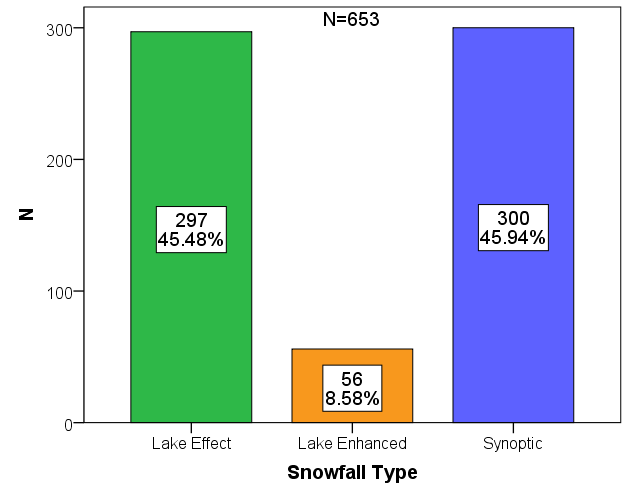 N=653
300
200
100
0
N
297
45.48%
56
8.58%
300
45.94%
Lake Effect
Lake Enhanced
Synoptic
Snowfall Type